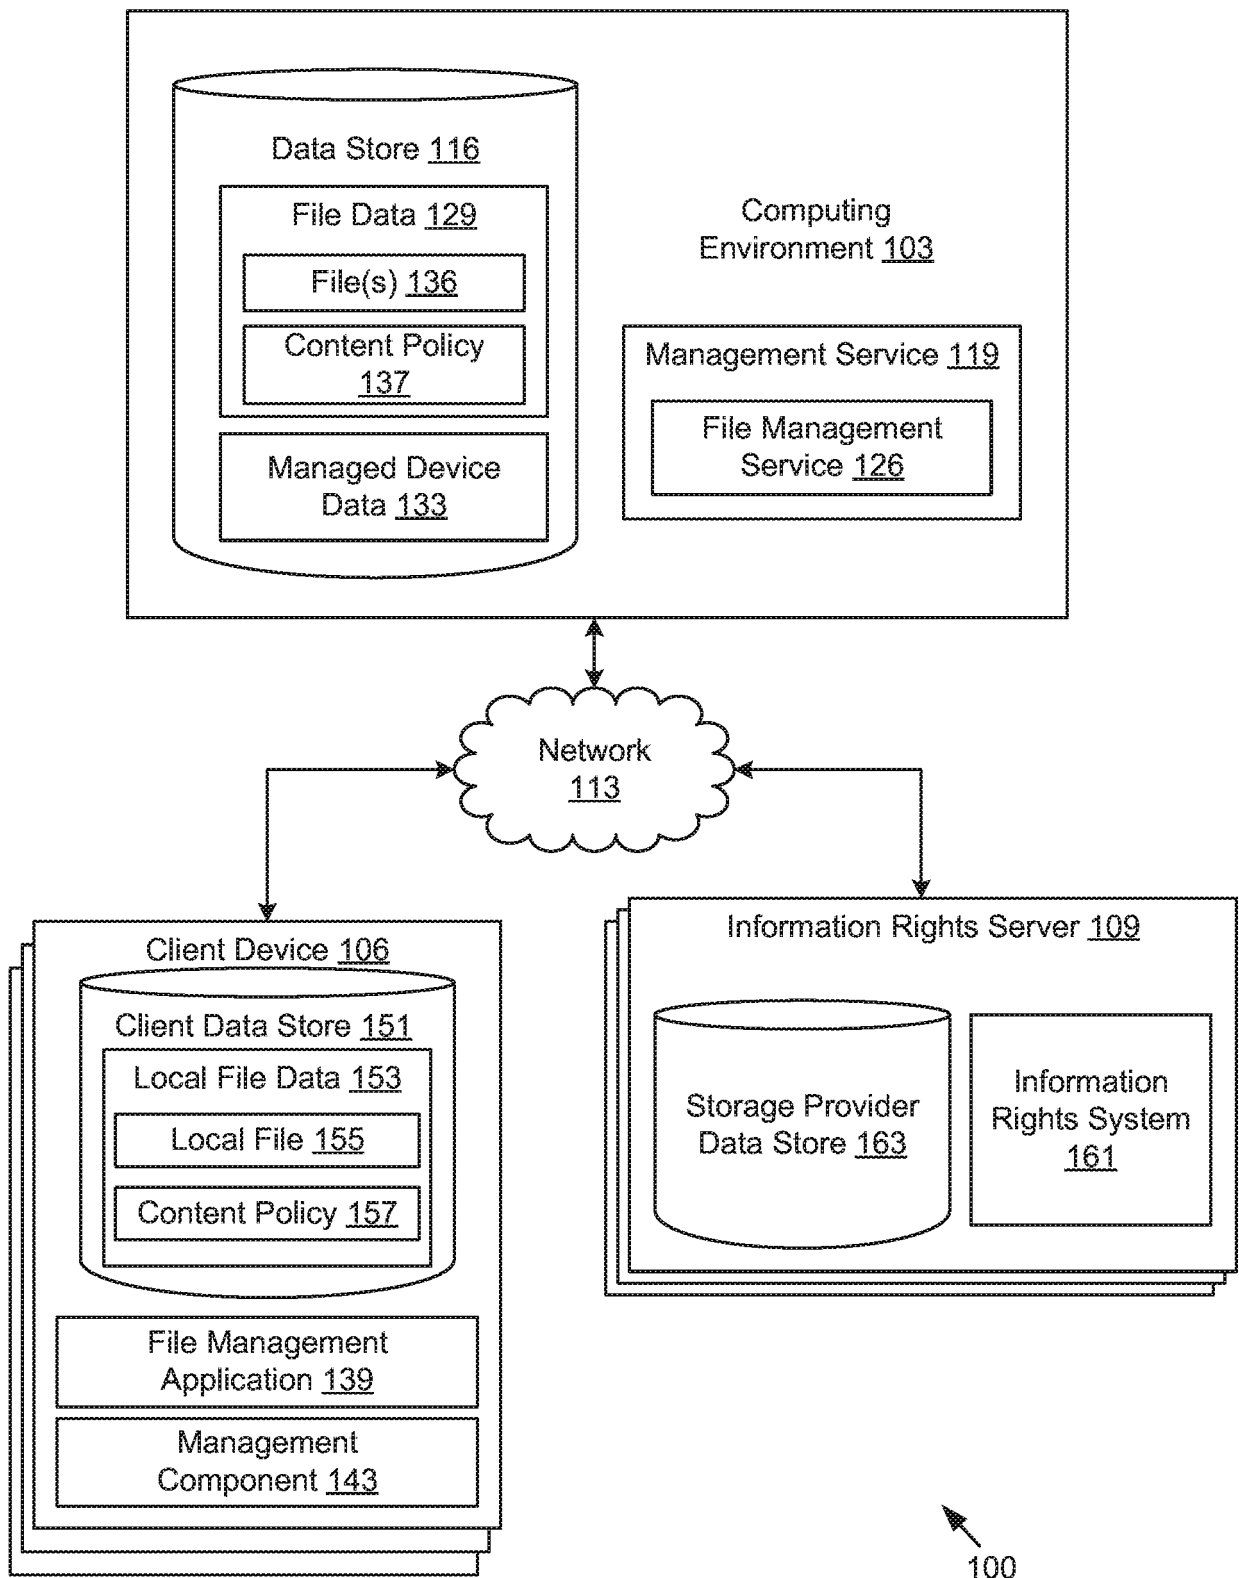 Data Store 116
File Data 129
File(s) 136
Content Policy
137
Managed Device
Data 133
Computing
Environment 103
Management Service 119
File Management
Service 126
Network
113
Client Device 106
Client Data Store 151
Local File Data 153
Local File 155
Content Policy 157
File Management
Application 139
Management
Component 143
Information Rights Server 109
Storage Provider
Data Store 163
Information
Rights System
161
100